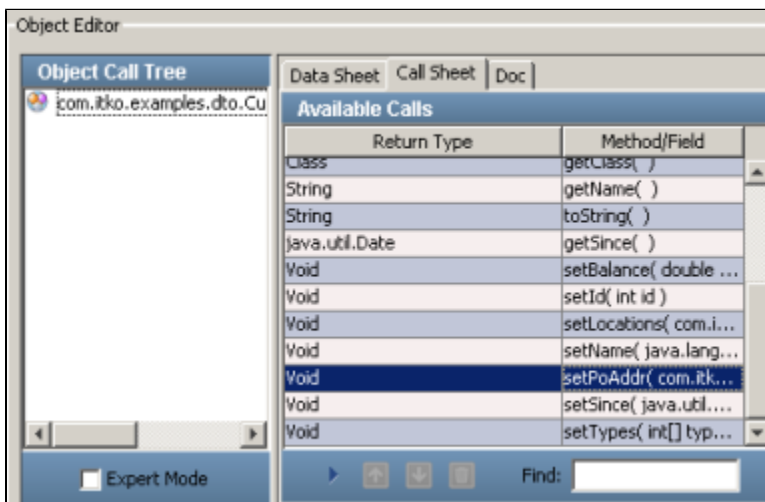 Object Editor
Object Call Tree
com.itko.examples.dto.Cu
Data Sheet Call Sheet Doc
Available Calls
Return Type Method/Field
Class getClass( )
String getName( )
String toString( )
java.util.Date getSince( )
Void setBalance( double ...
Void setId( int id )
Void setLocations( com.i...
Void setName( java.lang...
Void setPoAddr( com.itk...
Void setSince( java.util....
Void setTypes( int[] typ...
Expert Mode Find: